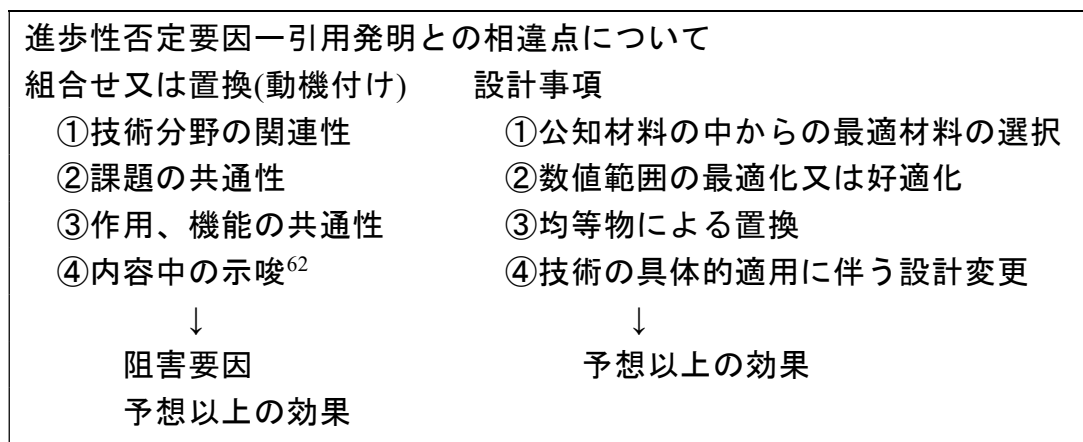 進歩性否定要因ー引用発明との相違点について
組合せ又は置換(動機付け)　　設計事項
①技術分野の関連性　　①公知材料の中からの最適材料の選択
②課題の共通性　　②数値範囲の最適化又は好適化
③作用、機能の共通性　　③均等物による置換
④内容中の示唆62　　④技術の具体的適用に伴う設計変更
↓　　↓
阻害要因　　予想以上の効果
予想以上の効果